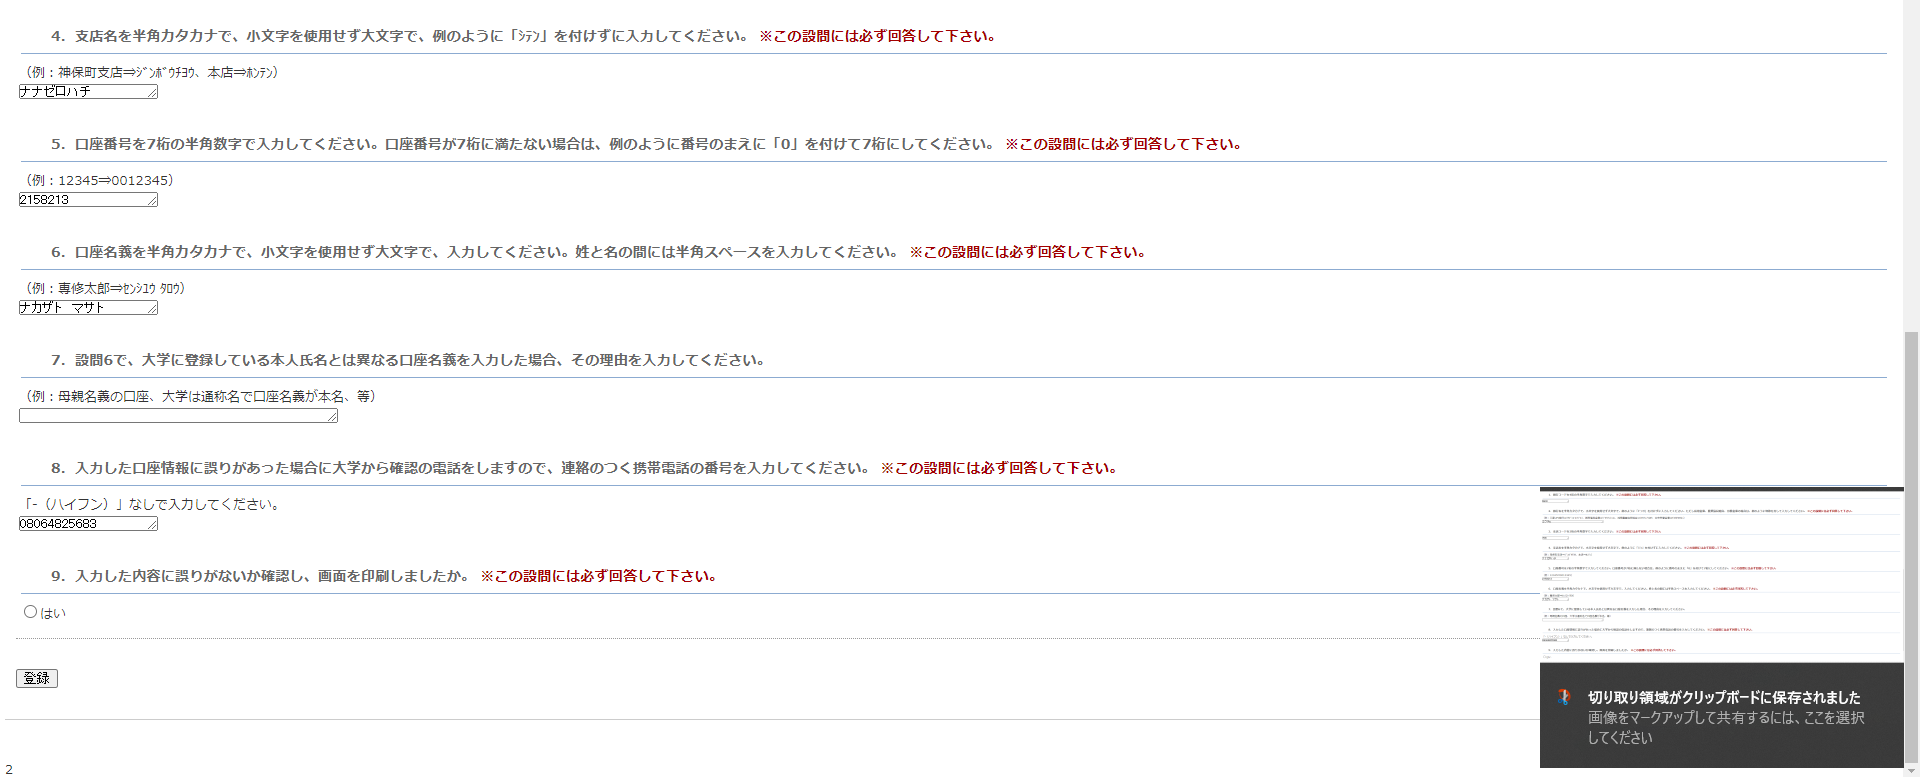 4. 支店名を半角カタカナで、小文字を使用せず大文字で、例のように「ｼﾃﾝ」を付けずに入力してください。 ※この設問には必ず回答して下さい。
（例：神保町支店⇒ｼﾞﾝﾎﾞｳﾁﾖｳ、本店⇒ﾎﾝﾃﾝ）
ナナゼロハチ
5. 口座番号を7桁の半角数字で入力してください。口座番号が7桁に満たない場合は、例のように番号のまえに「0」を付けて7桁にしてください。 ※この設問には必ず回答して下さい。
（例：12345⇒0012345）
2158213
6. 口座名義を半角カタカナで、小文字を使用せず大文字で、入力してください。姓と名の間には半角スペースを入力してください。 ※この設問には必ず回答して下さい。
（例：専修太郎⇒ｾﾝｼﾕｳ ﾀﾛｳ）
ナカザト　マサト
7. 設問6で、大学に登録している本人氏名とは異なる口座名義を入力した場合、その理由を入力してください。
（例：母親名義の口座、大学は通称名で口座名義が本名、等）
8. 入力した口座情報に誤りがあった場合に大学から確認の電話をしますので、連絡のつく携帯電話の番号を入力してください。 ※この設問には必ず回答して下さい。
「-（ハイフン）」なしで入力してください。
08064825683
9. 入力した内容に誤りがないか確認し、画面を印刷しましたか。 ※この設問には必ず回答して下さい。
はい
登録
切り取り領域がクリップボードに保存されました
画像をマークアップして共有するには、ここを選択
してください
2